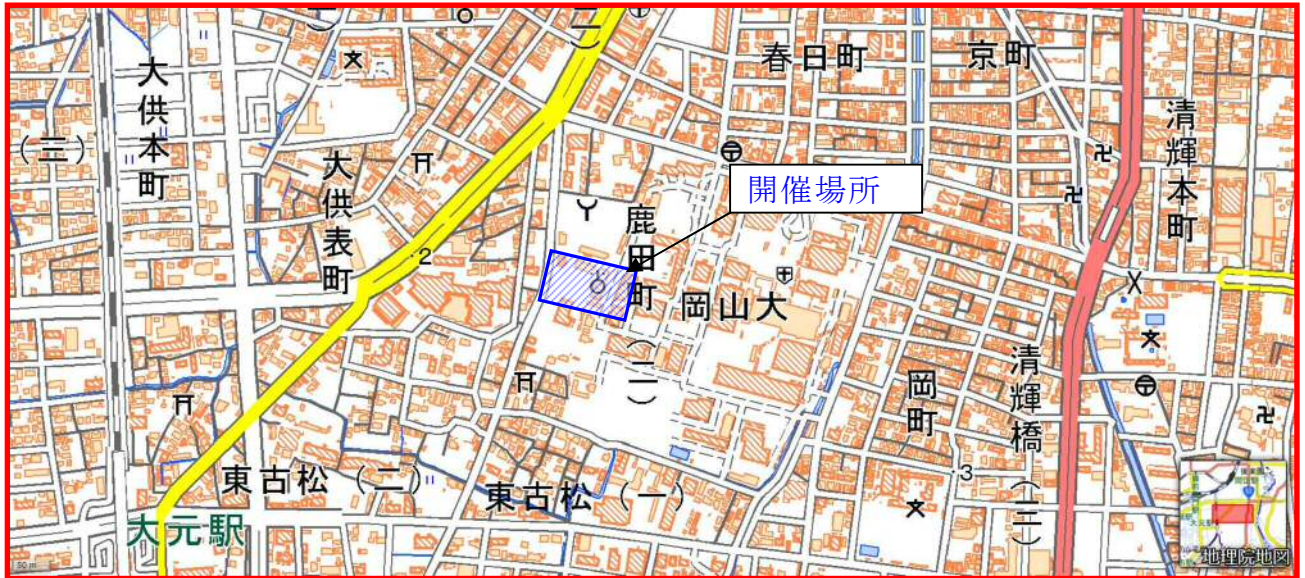 春日町
京町
大供本町
清輝本町
(三)
大供表町
開催場所
鹿田町
(二)
2
岡山大
岡町
清輝橋
東古松(二)
東古松(一)
3
大元駅
50 m
地理院地図